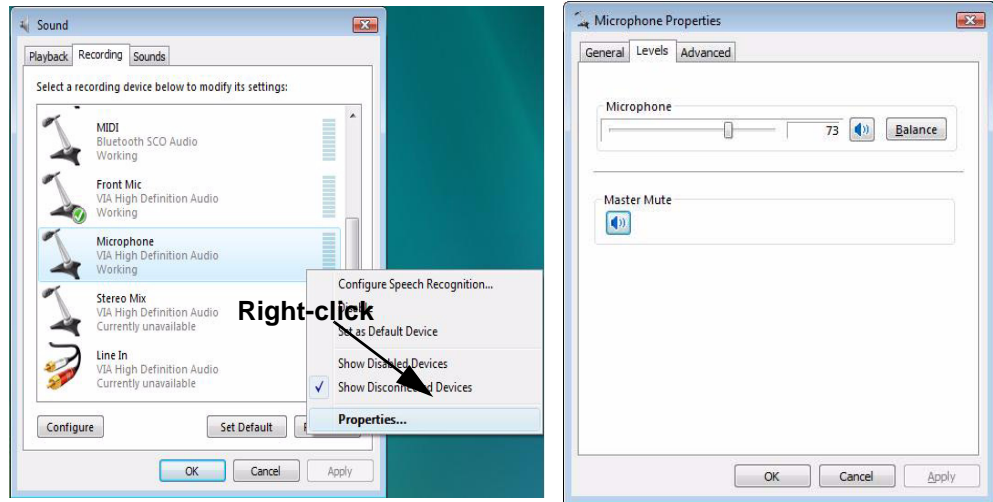 Sound
Playback Recording Sounds
Select a recording device below to modify its settings:
MIDI
Bluetooth SCO Audio
Working
Front Mic
VIA High Definition Audio
Working
Microphone
VIA High Definition Audio
Working
Stereo Mix
VIA High Definition Audio
Currently unavailable
Line In
VIA High Definition Audio
Currently unavailable
Configure Set Default
OK Cancel Apply
Right-click
Configure Speech Recognition...
Disable
Set as Default Device
Show Disabled Devices
Show Disconnected Devices
Properties...
Microphone Properties
General Levels Advanced
Microphone
73 Balance
Master Mute
OK Cancel Apply